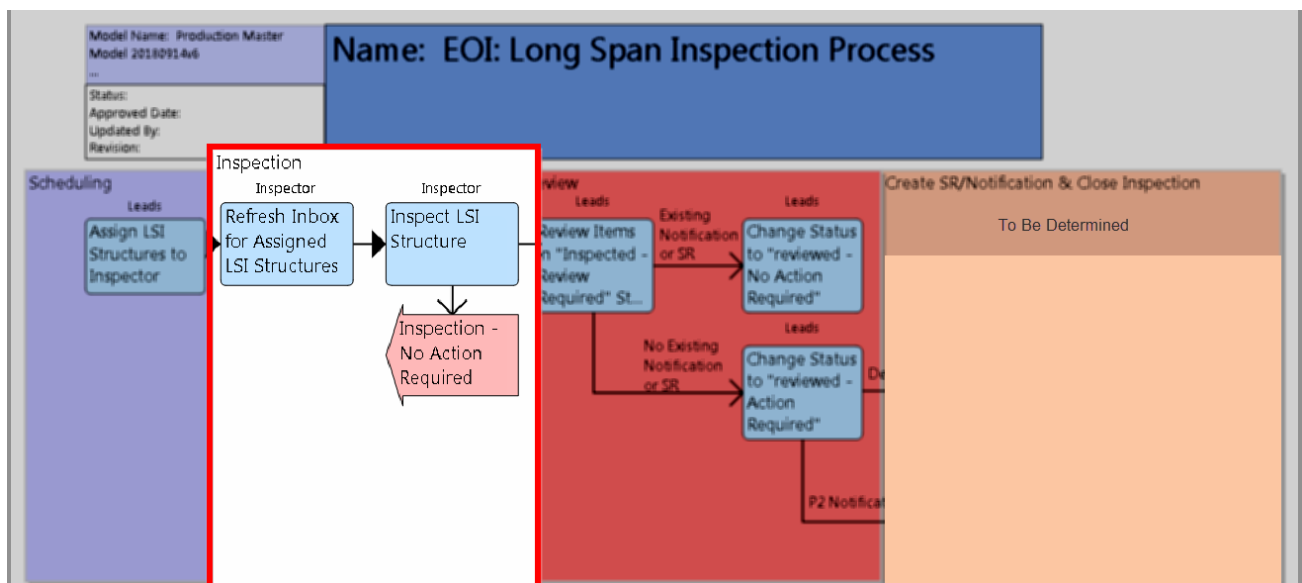 Model Name: Production Master
Model 20180914v6
...
Name: EOI: Long Span Inspection Process
Status:
Approved Date:
Updated By:
Revision:
Scheduling
Leads
Assign LSI
Structures to
Inspector
Inspection
Inspector
Refresh Inbox
for Assigned
LSI Structures
Inspector
Inspect LSI
Structure
Inspection -
No Action
Required
view
Leads
Review Items
n "Inspected -
Review
Required" St...
Existing
Notification
or SR
Leads
Change Status
to "reviewed -
No Action
Required"
No Existing
Notification
or SR
Leads
Change Status
to "reviewed -
Action
Required"
De
P2 Notificat
Create SR/Notification & Close Inspection
To Be Determined